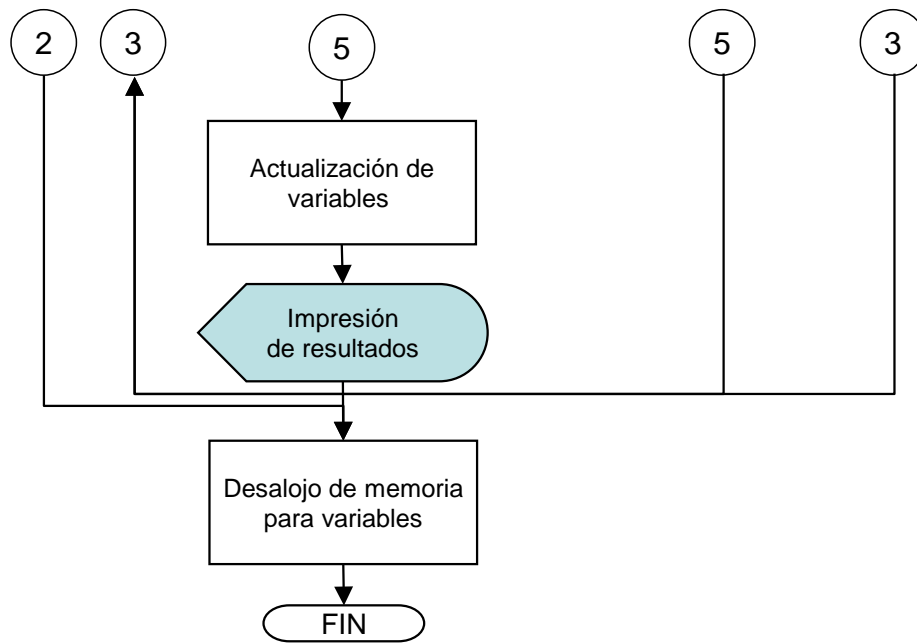 2
3
5
5
3
Actualización de
variables
Impresión
de resultados
Desalojo de memoria
para variables
FIN